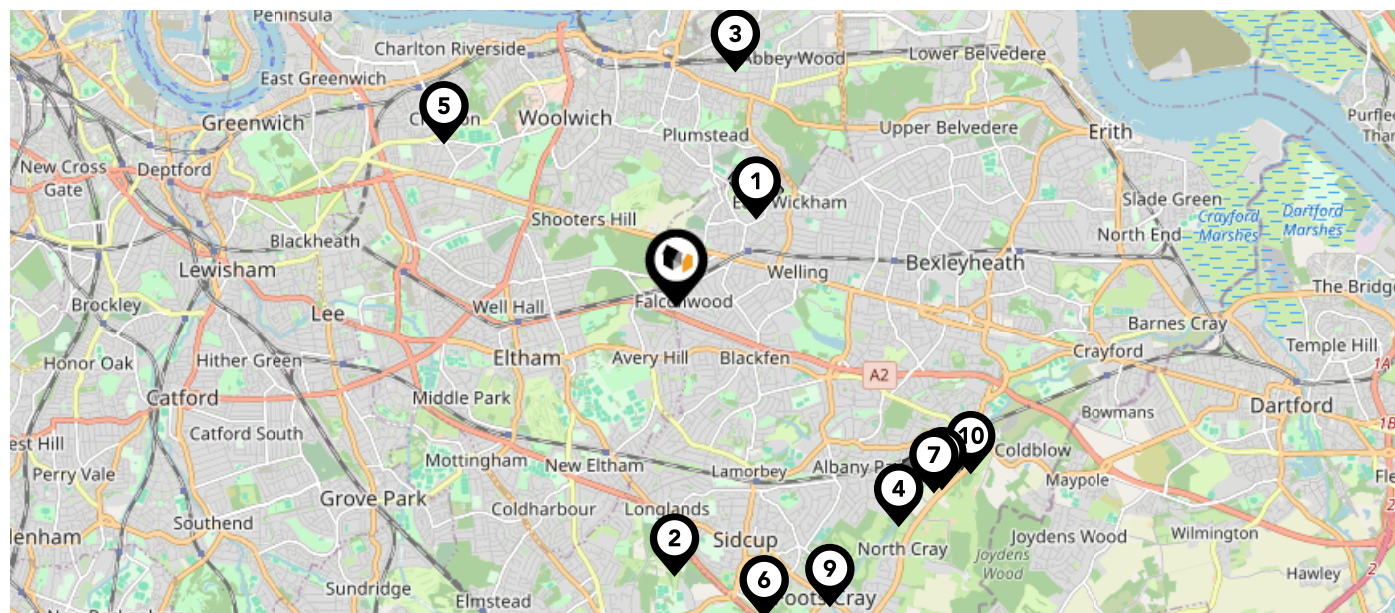 Peninsula
3
Charlton Riverside
Abbey Wood
Lower Belvedere
East Greenwich
5
Greenwich
Woolwich
Plumstead
Upper Belvedere
Erith
New Cross
Gate
Deptford
1
Wickham
Slade Green
Shooters Hill
Crayford
Marshes
Dartford
Marshes
Blackheath
North End
Lewisham
Welling
Bexleyheath
Brockley
Well Hall
Falconwood
The Bridge
Lee
Barnes Cray
Honor Oak
Hither Green
Eltham
Avery Hill
Blackfen
Crayford
Temple Hill
A2
1A
Catford
Middle Park
Bowmans
Dartford
1B
Catford South
10
7
Coldblow
Perry Vale
Mottingham
New Eltham
Lamorbey
Albany
Maypole
4
Grove Park
Coldharbour
Longlands
2
Southend
2
Sidcup
North Cray
Joydens Wood
Wilmington
Joydens
Wood
6
9
Hawley
2
Sundridge
Elmstead
Cray